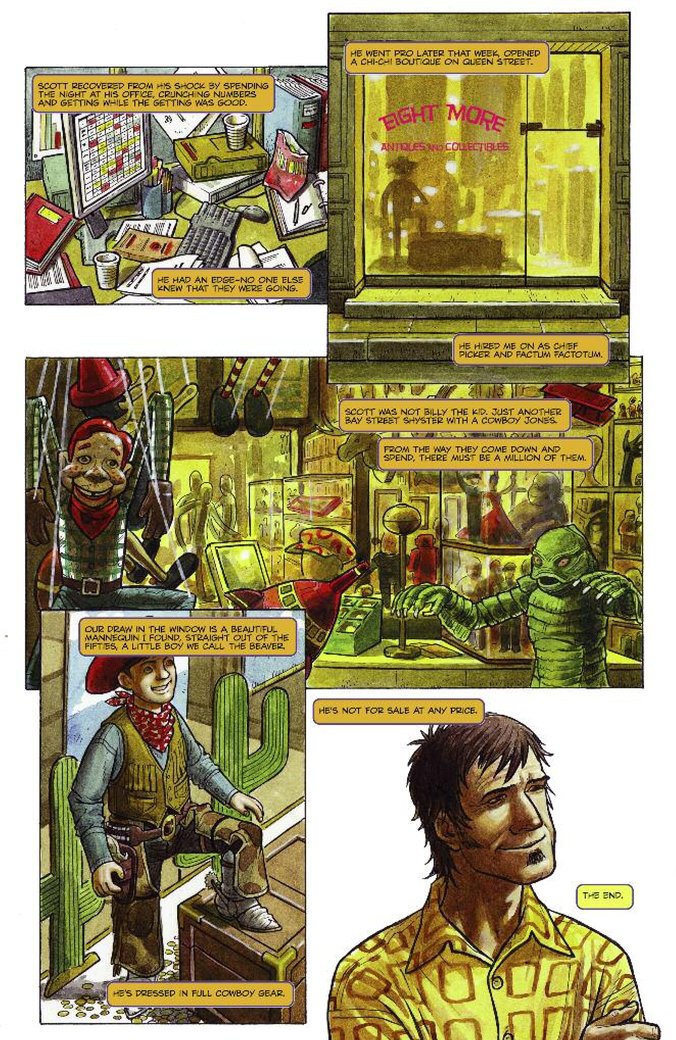 SCOTT RECOVERED FROM HIS SHOCK BY SPENDING
THE NIGHT AT HIS OFFICE, CRUNCHING NUMBERS
AND GETTING WHILE THE GETTING WAS GOOD.
HE HAD AN EDGE–NO ONE ELSE
KNEW THAT THEY WERE GOING.
HE WENT PRO LATER THAT WEEK, OPENED
A CHI-CHI BOUTIQUE ON QUEEN STREET.
EIGHT MORE
ANTIQUES AND COLLECTIBLES
HE HIRED ME ON AS CHIEF
PICKER AND FACTUM FACTOTUM.
SCOTT WAS NOT BILLY THE KID. JUST ANOTHER
BAY STREET SHYSTER WITH A COWBOY JONES.
FROM THE WAY THEY COME DOWN AND
SPEND, THERE MUST BE A MILLION OF THEM.
OUR DRAW IN THE WINDOW IS A BEAUTIFUL
MANNEQUIN I FOUND, STRAIGHT OUT OF THE
FIFTIES, A LITTLE BOY WE CALL THE BEAVER.
HE'S DRESSED IN FULL COWBOY GEAR.
HE'S NOT FOR SALE AT ANY PRICE.
THE END.